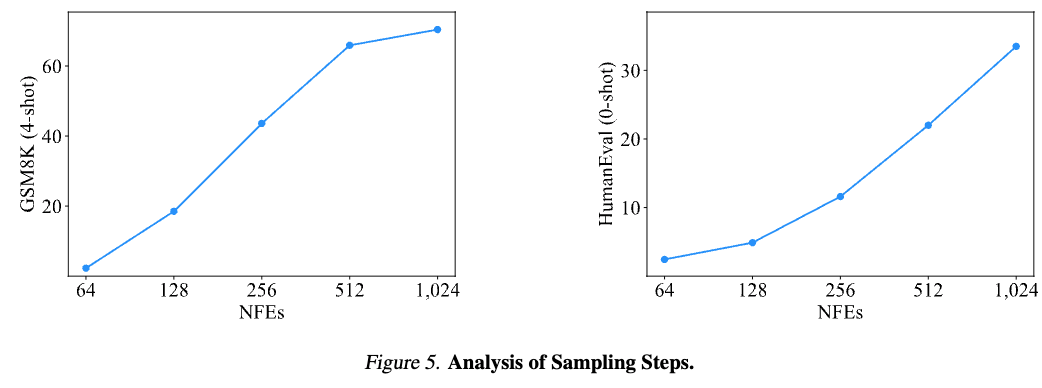 GSM8K (4-shot)
60
40
20
64 128 256 512 1,024
NFEs
HumanEval (0-shot)
30
20
10
64 128 256 512 1,024
NFEs
Figure 5. Analysis of Sampling Steps.